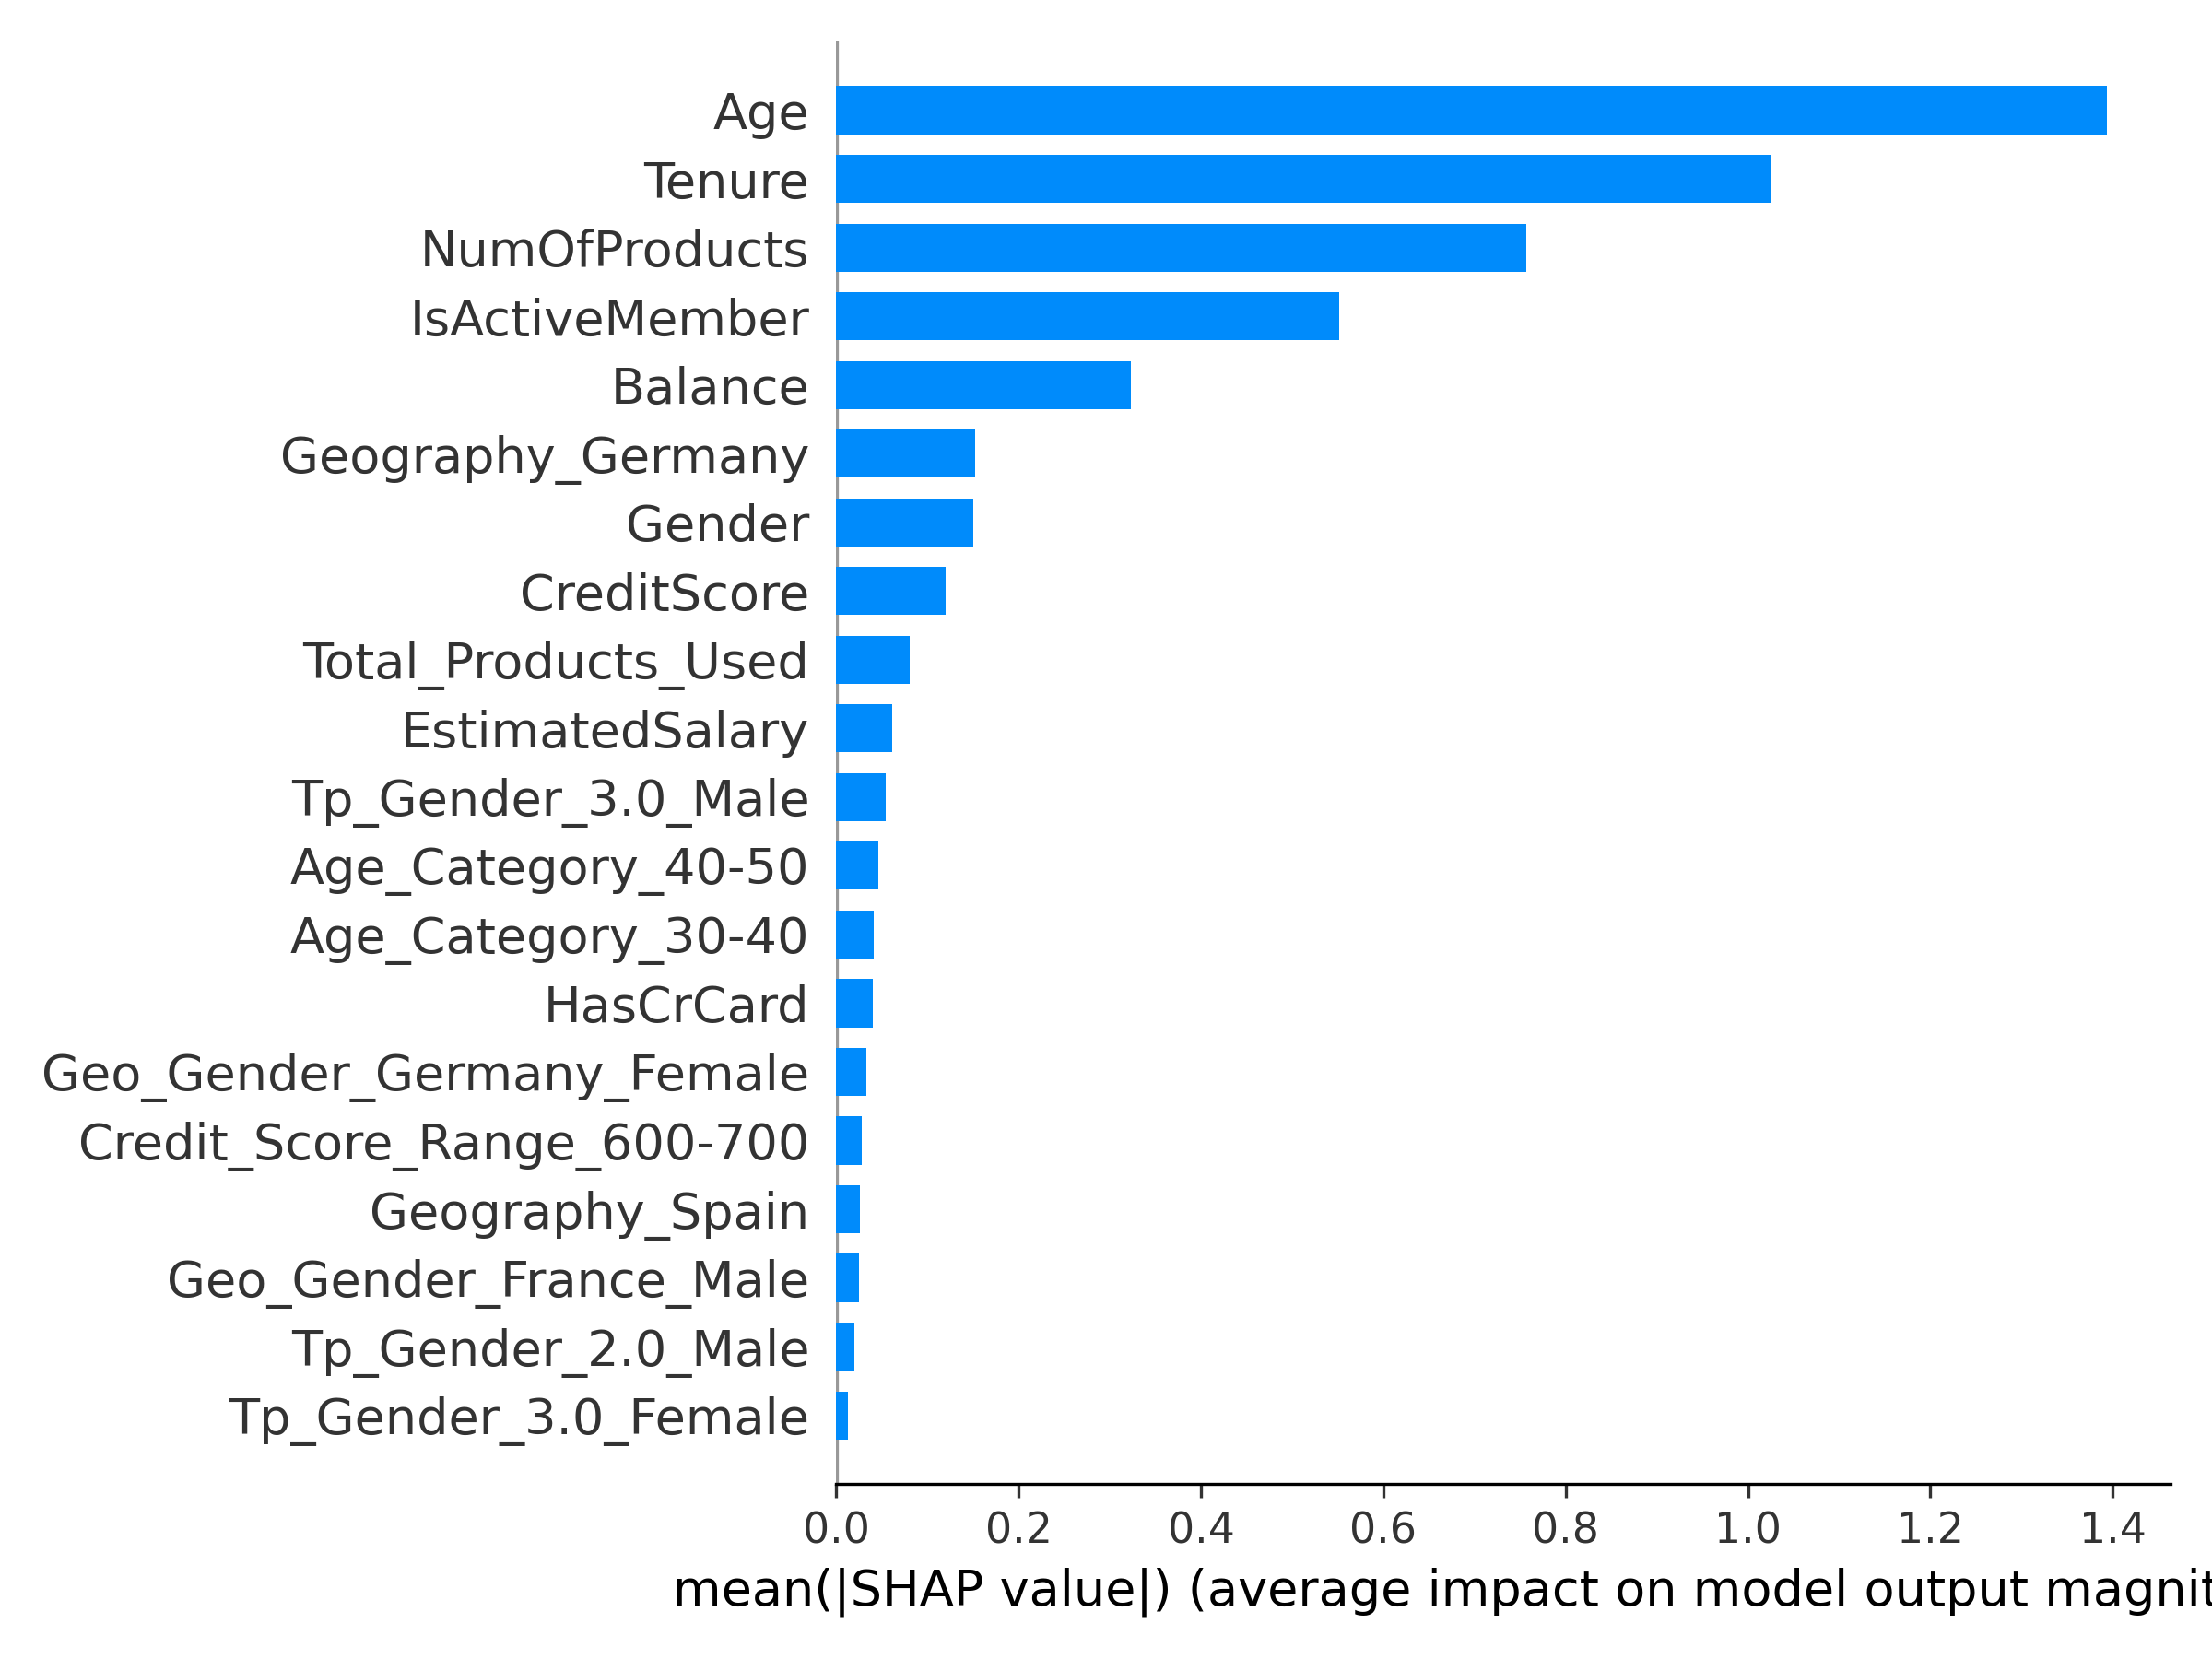 Age
Tenure
NumOfProducts
IsActiveMember
Balance
Geography_Germany
Gender
CreditScore
Total_Products_Used
EstimatedSalary
Tp_Gender_3.0_Male
Age_Category_40-50
Age_Category_30-40
HasCrCard
Geo_Gender_Germany_Female
Credit_Score_Range_600-700
Geography_Spain
Geo_Gender_France_Male
Tp_Gender_2.0_Male
Tp_Gender_3.0_Female
0.0 0.2 0.4 0.6 0.8 1.0 1.2 1.4
mean(|SHAP value|) (average impact on model output magnit